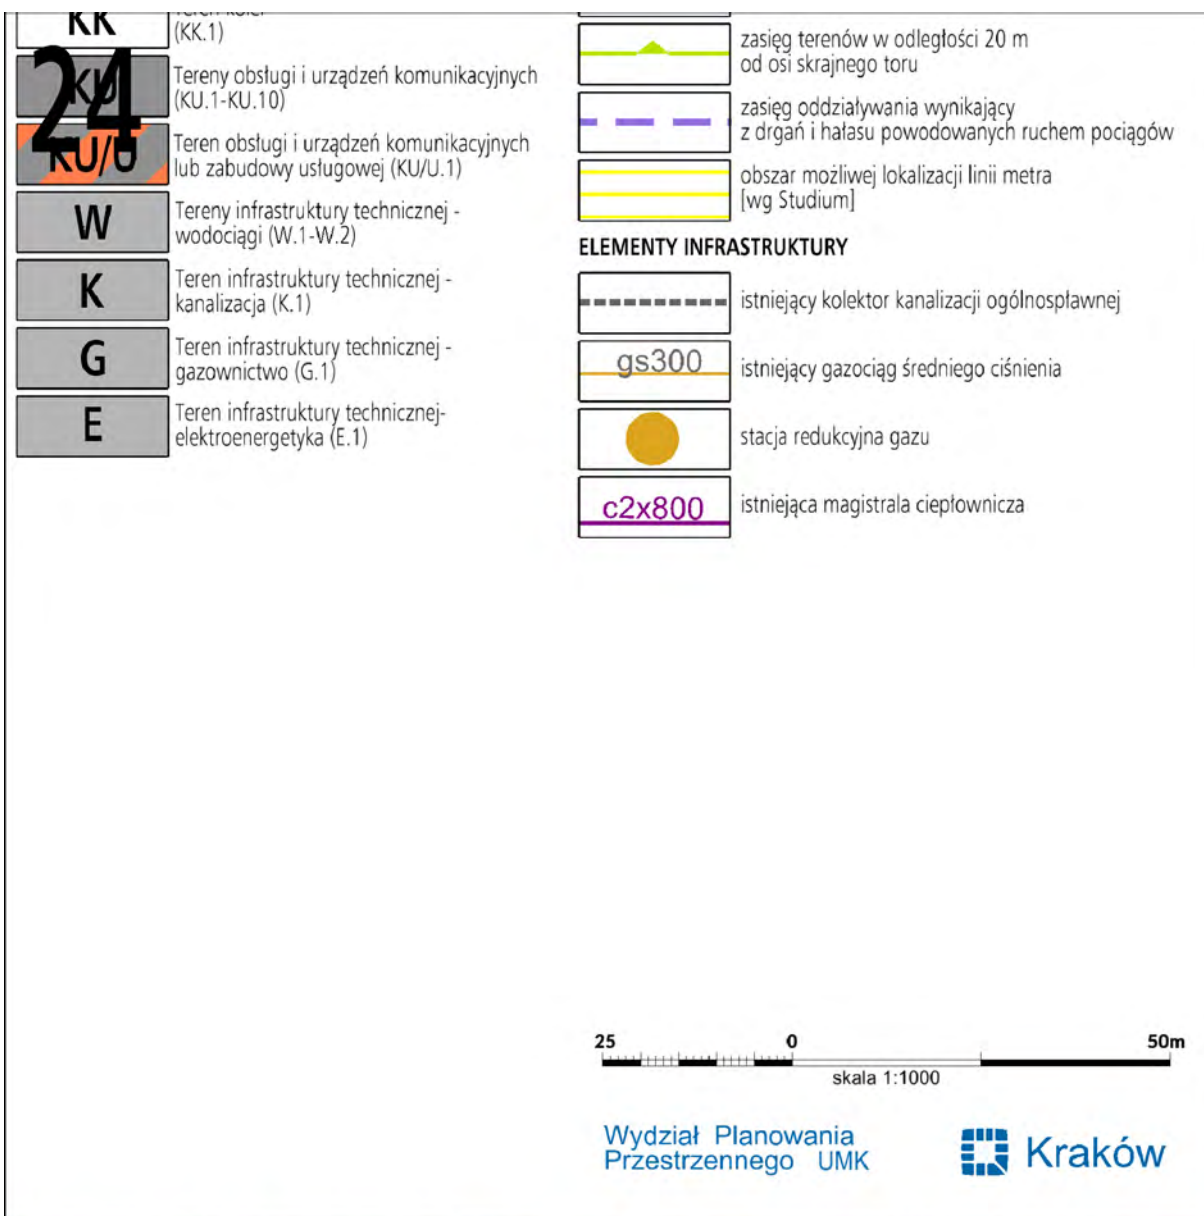 KK
(KK.1)
24
KU
Tereny obsługi i urządzeń komunikacyjnych
(KU.1-KU.10)
KU/U
Teren obsługi i urządzeń komunikacyjnych
lub zabudowy usługowej (KU/U.1)
W
Tereny infrastruktury technicznej -
wodociągi (W.1-W.2)
K
Teren infrastruktury technicznej -
kanalizacja (K.1)
G
Teren infrastruktury technicznej -
gazownictwo (G.1)
E
Teren infrastruktury technicznej-
elektroenergetyka (E.1)
zasięg terenów w odległości 20 m
od osi skrajnego toru
zasięg oddziaływania wynikający
z drgań i hałasu powodowanych ruchem pociągów
obszar możliwej lokalizacji linii metra
[wg Studium]
ELEMENTY INFRASTRUKTURY
istniejący kolektor kanalizacji ogólnospławnej
gs300
istniejący gazociąg średniego ciśnienia
stacja redukcyjna gazu
c2x800
istniejąca magistrala ciepłownicza
25 0 50m
skala 1:1000
Wydział Planowania
Przestrzennego UMK
Kraków